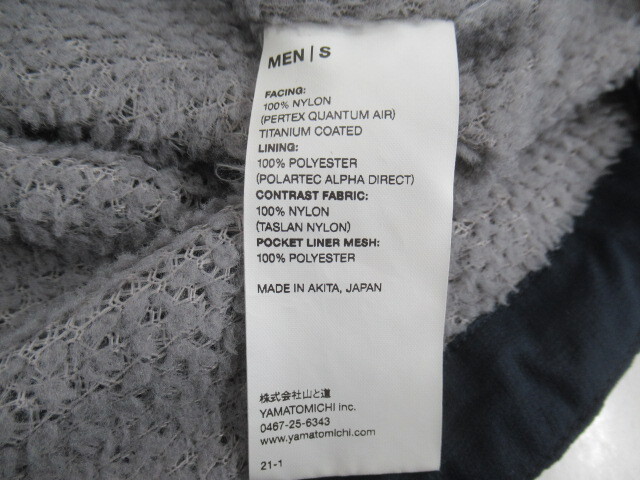 MEN | S
FACING:
100% NYLON
(PERTEX QUANTUM AIR)
TITANIUM COATED
LINING:
100% POLYESTER
(POLARTEC ALPHA DIRECT)
CONTRAST FABRIC:
100% NYLON
(TASLAN NYLON)
POCKET LINER MESH:
100% POLYESTER
MADE IN AKITA, JAPAN
株式会社山と道
YAMATOMICHI inc.
0467-25-6343
www.yamatomichi.com
21-1